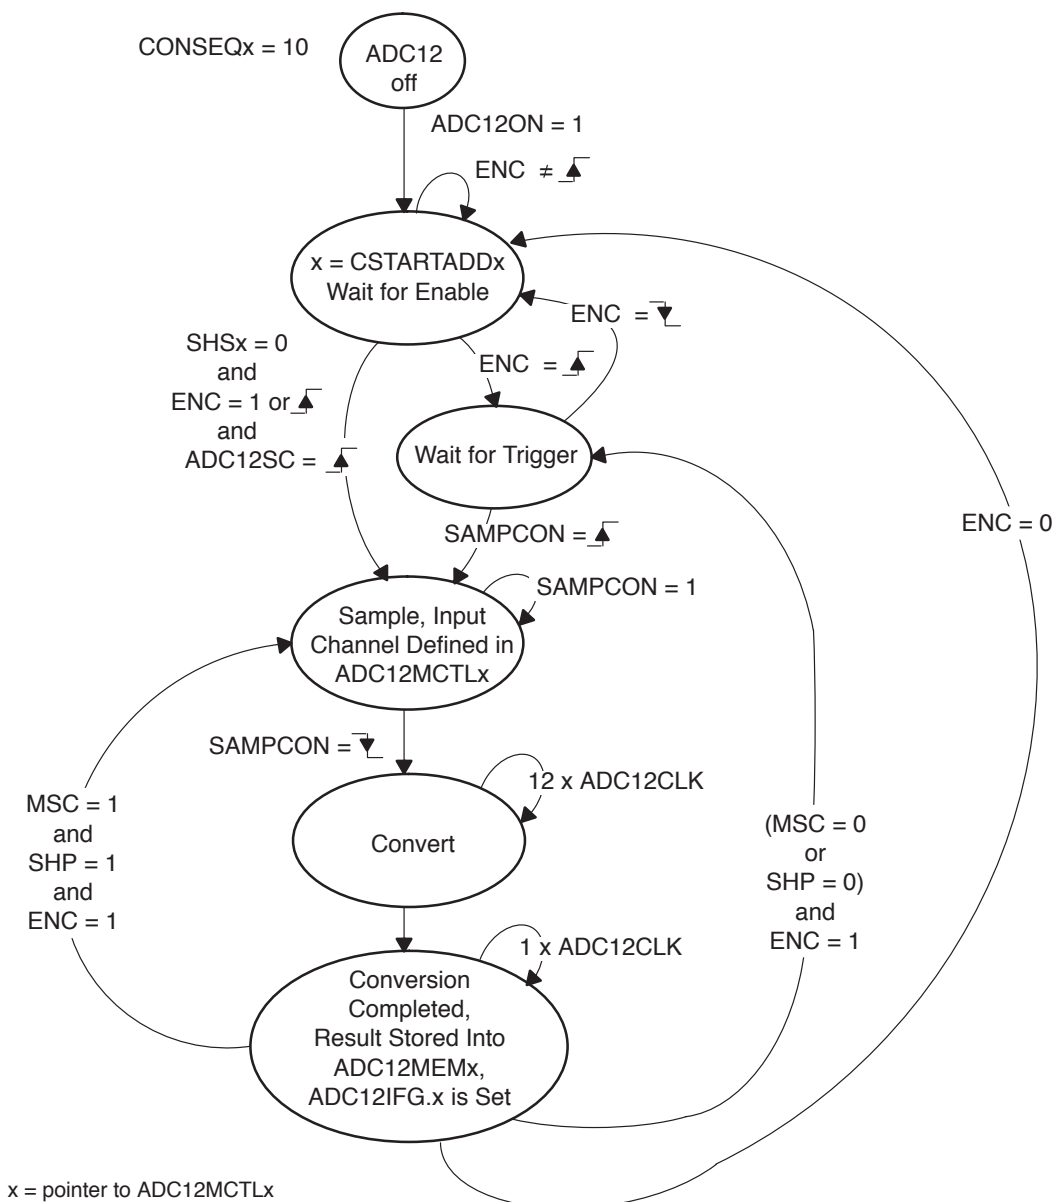 CONSEQx = 10
ADC12
off
ADC12ON = 1
ENC ≠
x = CSTARTADDx
Wait for Enable
ENC =
SHSx = 0
and
ENC = 1 or
and
ADC12SC =
ENC =
Wait for Trigger
ENC = 0
SAMPCON =
SAMPCON = 1
Sample, Input
Channel Defined in
ADC12MCTLx
SAMPCON =
12 x ADC12CLK
Convert
MSC = 1
and
SHP = 1
and
ENC = 1
(MSC = 0
or
SHP = 0)
and
ENC = 1
1 x ADC12CLK
Conversion
Completed,
Result Stored Into
ADC12MEMx,
ADC12IFG.x is Set
x = pointer to ADC12MCTLx